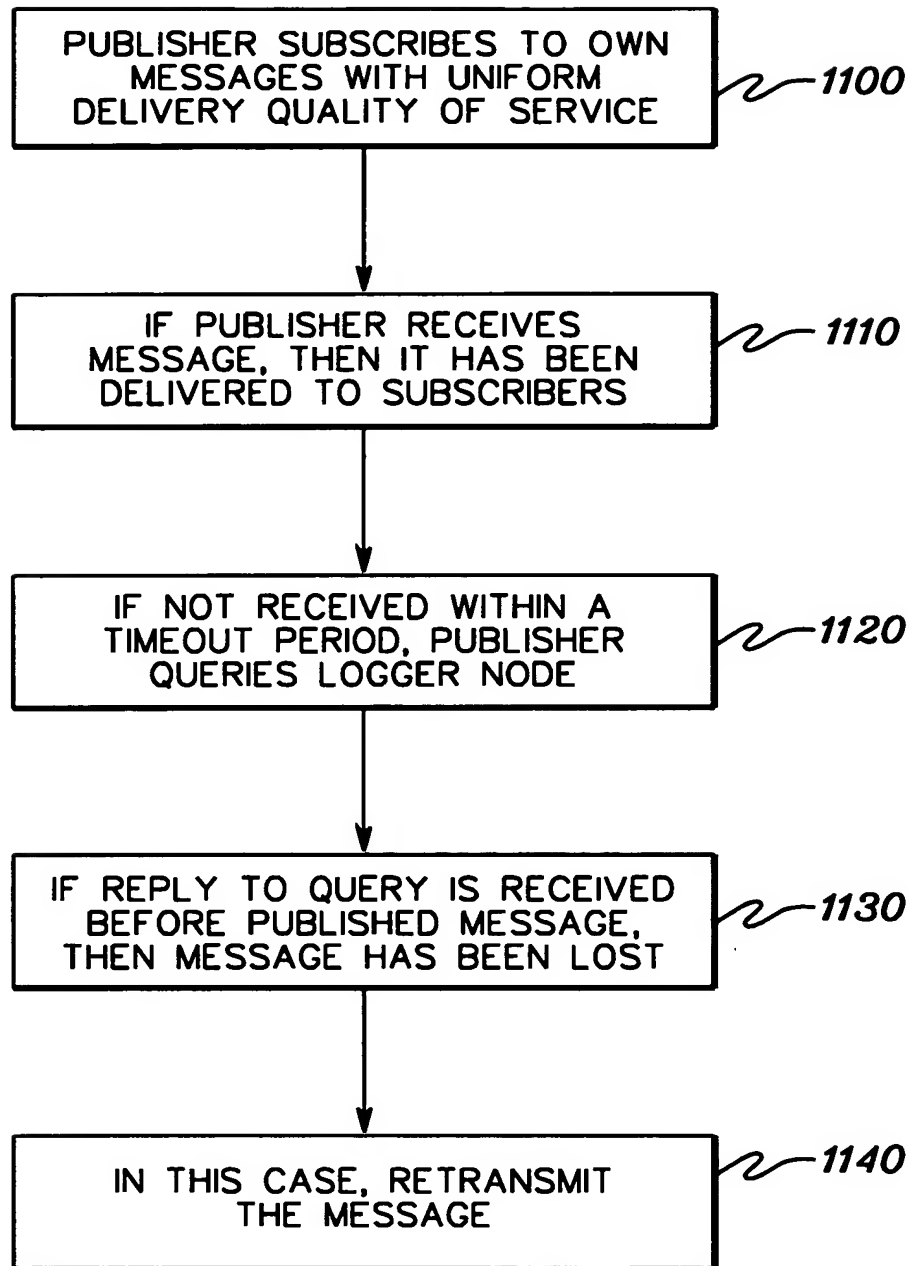 PUBLISHER SUBSCRIBES TO OWN
MESSAGES WITH UNIFORM
DELIVERY QUALITY OF SERVICE
1100
IF PUBLISHER RECEIVES
MESSAGE, THEN IT HAS BEEN
DELIVERED TO SUBSCRIBERS
1110
IF NOT RECEIVED WITHIN A
TIMEOUT PERIOD, PUBLISHER
QUERIES LOGGER NODE
1120
IF REPLY TO QUERY IS RECEIVED
BEFORE PUBLISHED MESSAGE,
THEN MESSAGE HAS BEEN LOST
1130
IN THIS CASE, RETRANSMIT
THE MESSAGE
1140